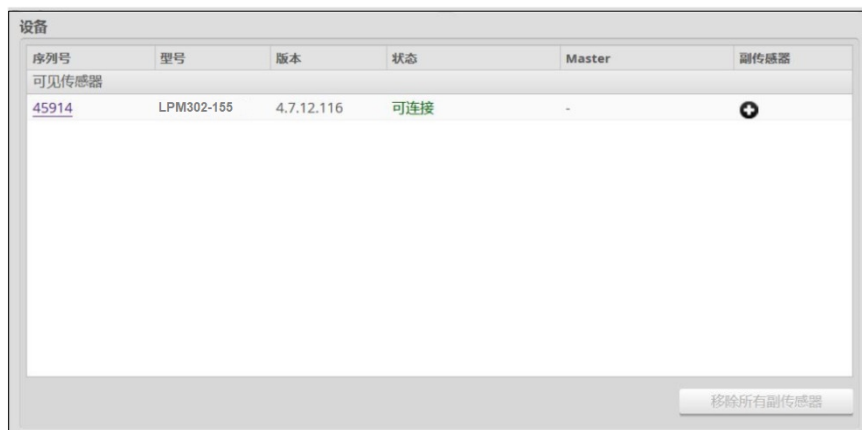 设备
序列号 型号 版本 状态 Master 副传感器
可见传感器
45914 LPM302-155 4.7.12.116 可连接 -
移除所有副传感器